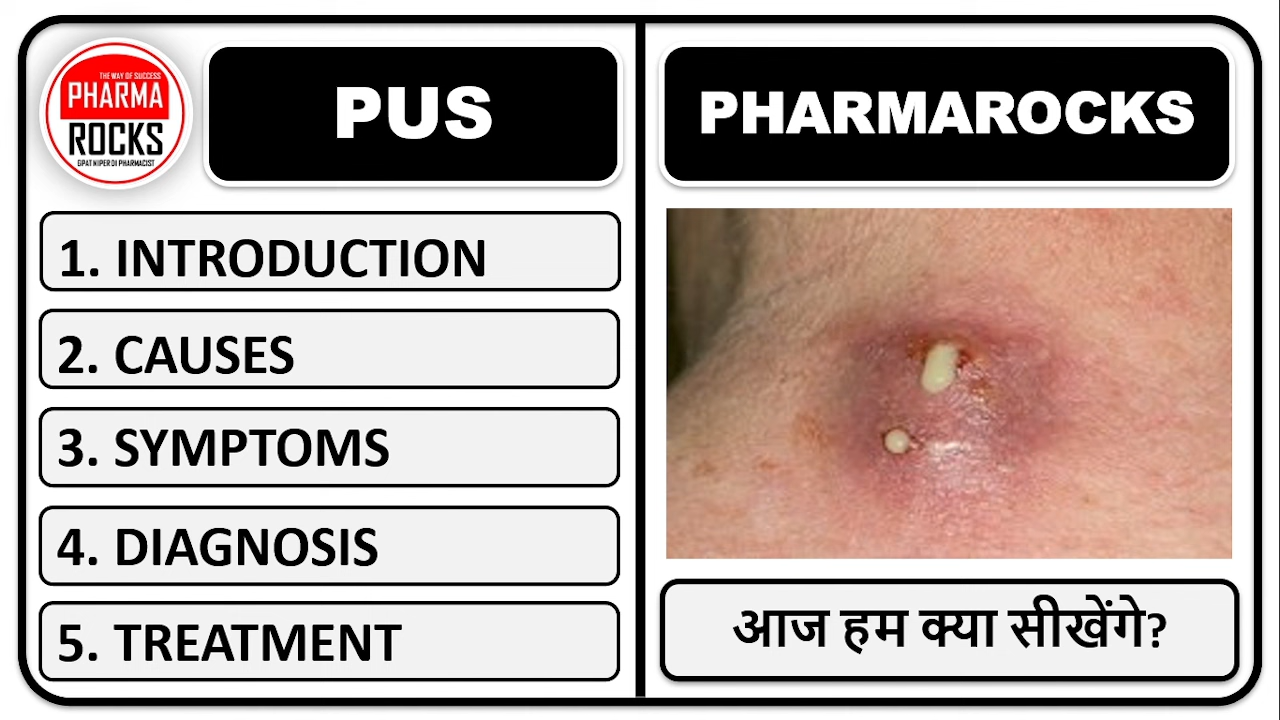 THE WAY OF SUCCESS
PHARMA
ROCKS
GPAT NIPER DI PHARMACIST
PUS
1. INTRODUCTION
2. CAUSES
3. SYMPTOMS
4. DIAGNOSIS
5. TREATMENT
PHARMAROCKS
आज हम क्या सीखेंगे?